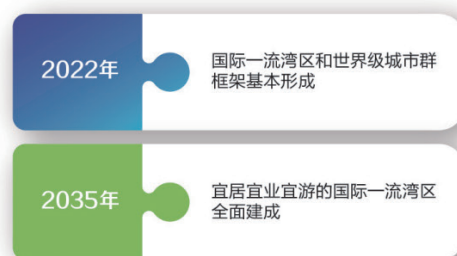 2022年
国际一流湾区和世界级城市群
框架基本形成
2035年
宜居宜业宜游的国际一流湾区
全面建成